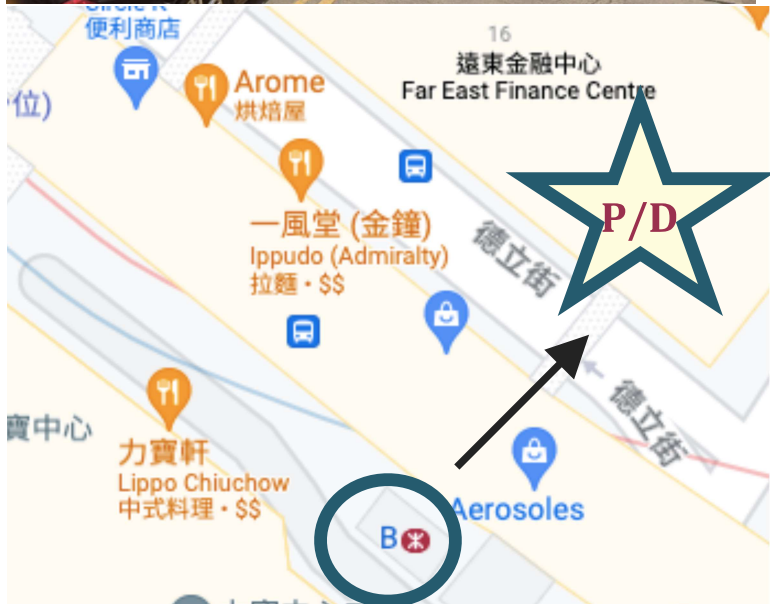 Circle K
便利商店
Arome
烘焙屋
16
遠東金融中心
Far East Finance Centre
位)
P/D
一風堂 (金鐘)
Ippudo (Admiralty)
拉麵・$$
德立街
德立街
寶中心
力寶軒
Lippo Chiuchow
中式料理・$$
Aerosoles
B